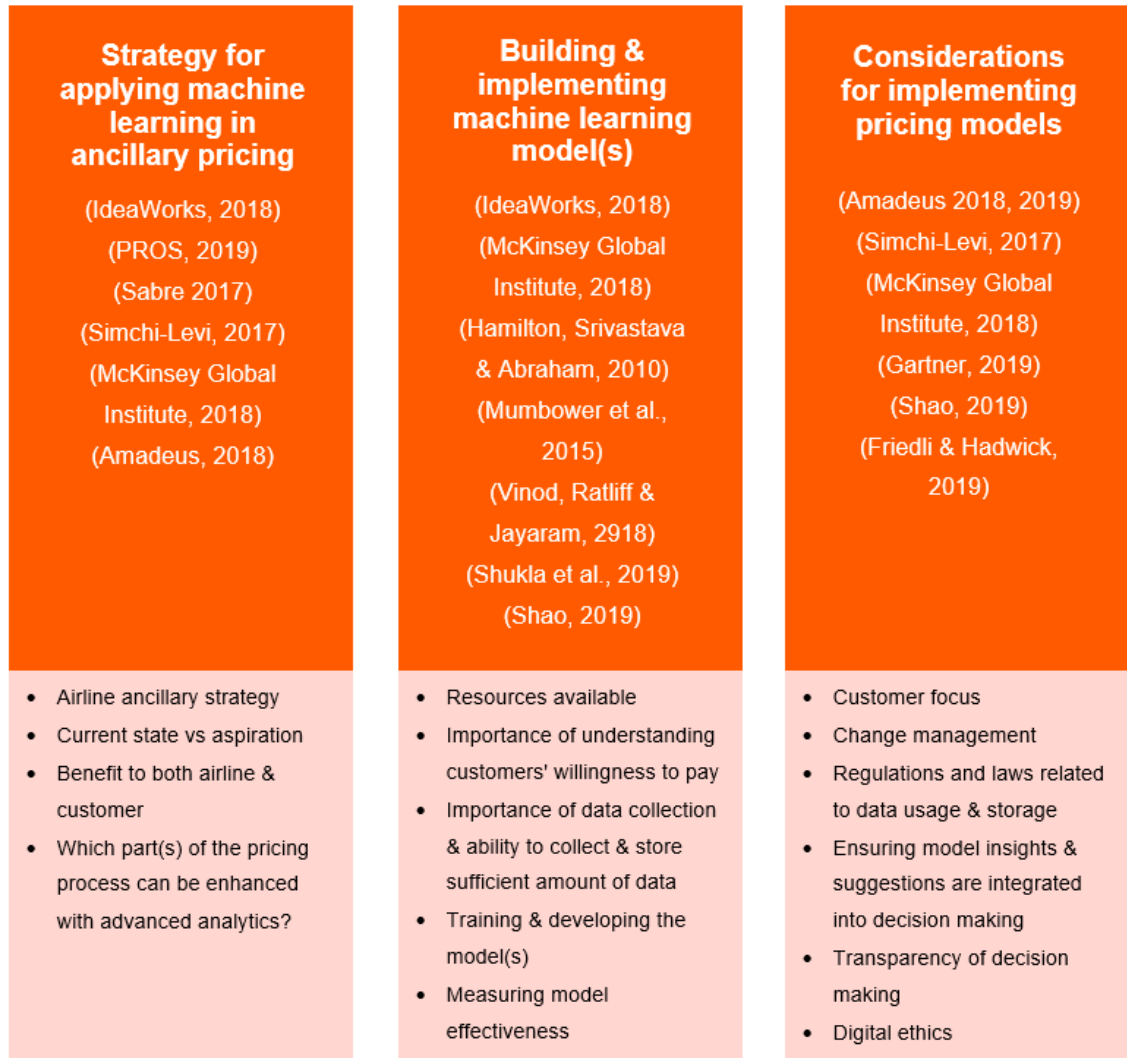 Strategy for
applying machine
learning in
ancillary pricing
(IdeaWorks, 2018)
(PROS, 2019)
(Sabre 2017)
(Simchi-Levi, 2017)
(McKinsey Global
Institute, 2018)
(Amadeus, 2018)
• Airline ancillary strategy
• Current state vs aspiration
• Benefit to both airline &
customer
• Which part(s) of the pricing
process can be enhanced
with advanced analytics?
Building &
implementing
machine learning
model(s)
(IdeaWorks, 2018)
(McKinsey Global
Institute, 2018)
(Hamilton, Srivastava
& Abraham, 2010)
(Mumbower et al.,
2015)
(Vinod, Ratliff &
Jayaram, 2918)
(Shukla et al., 2019)
(Shao, 2019)
• Resources available
• Importance of understanding
customers' willingness to pay
• Importance of data collection
& ability to collect & store
sufficient amount of data
• Training & developing the
model(s)
• Measuring model
effectiveness
Considerations
for implementing
pricing models
(Amadeus 2018, 2019)
(Simchi-Levi, 2017)
(McKinsey Global
Institute, 2018)
(Gartner, 2019)
(Shao, 2019)
(Friedli & Hadwick,
2019)
• Customer focus
• Change management
• Regulations and laws related
to data usage & storage
• Ensuring model insights &
suggestions are integrated
into decision making
• Transparency of decision
making
• Digital ethics